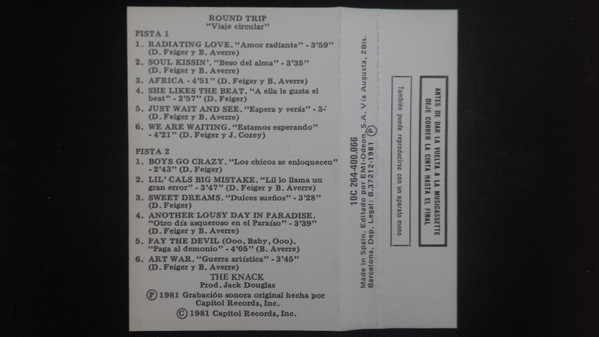 ROUND TRIP
"Viaje circular"
PISTA 1
1. RADIATING LOVE, "Amor radiante" - 3'59"
(D. Feiger y B. Averre)
2. SOUL KISSIN', "Beso del alma" - 3'35"
(D. Feiger y B. Averre)
3. AFRICA - 4'51" (D. Feiger y B. Averre)
4. SHE LIKES THE BEAT, "A ella le gusta el
beat" - 2'57" (D. Feiger)
5. JUST WAIT AND SEE, "Espera y verás" - 3'
(D. Feiger y B. Averre)
6. WE ARE WAITING, "Estamos esperando"
- 4'21" (D. Feiger y J. Corey)
PISTA 2
1. BOYS GO CRAZY, "Los chicos se enloquecen"
- 2'43" (D. Feiger)
2. LIL' CALS BIG MISTAKE, "Lil lo llama un
gran error" - 3'47" (D. Feiger y B. Averre)
3. SWEET DREAMS, "Dulces sueños" - 3'28"
(D. Feiger)
4. ANOTHER LOUSY DAY IN PARADISE,
"Otro día asqueroso en el Paraíso" - 3'39"
(D. Feiger y B. Averre)
5. PAY THE DEVIL (Ooo, Baby, Ooo),
"Paga al demonio" - 4'05" (B. Averre)
6. ART WAR, "Guerra artística" - 3'45"
(D. Feiger y B. Averre)
THE KNACK
Prod. Jack Douglas
Ⓟ 1981 Grabación sonora original hecha por
Capitol Records, Inc.
© 1981 Capitol Records, Inc.
10C 264-400.066
Made in Spain. Editado por EMI-Odeon, S.A. Vía Augusta, 2Bis.
Barcelona, Dep. Legal: B.37212-1981 Ⓟ
También puede reproducirse con un aparato mono
ANTES DE DAR LA VUELTA A LA MUSICASSETTE
DEJE CORRER LA CINTA HASTA EL FINAL